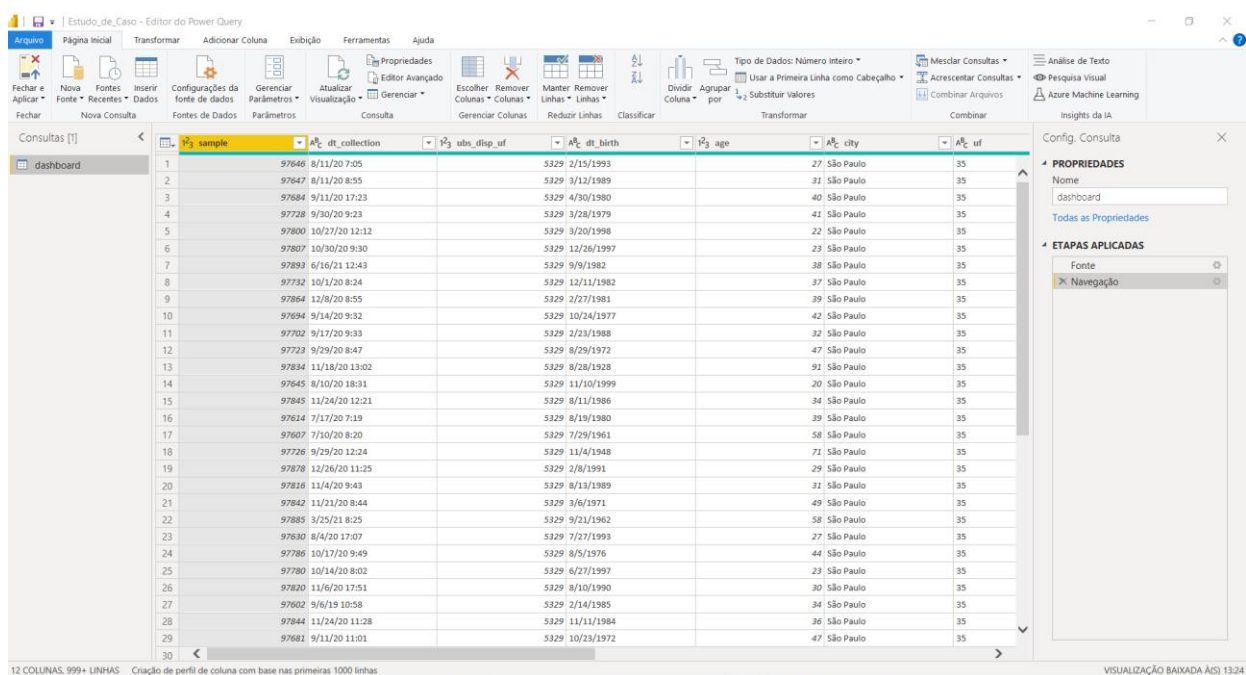 Estudo_de_Caso - Editor do Power Query
Arquivo Página Inicial Transformar Adicionar Coluna Exibição Ferramentas Ajuda
Fechar e Aplicar
Nova Fonte Fontes Recentes Inserir Dados
Configurações da fonte de dados
Gerenciar Parâmetros
Atualizar Visualização
Propriedades
Editor Avançado
Gerenciar
Escolher Colunas Remover Colunas
Manter Linhas Remover Linhas
Dividir Coluna Agrupar por
Tipo de Dados: Número Inteiro
Usar a Primeira Linha como Cabeçalho
Substituir Valores
Mesclar Consultas
Acrescentar Consultas
Combinar Arquivos
Análise de Texto
Pesquisa Visual
Azure Machine Learning
Fechar Nova Consulta Fontes de Dados Parâmetros Consulta Gerenciar Colunas Reduzir Linhas Classificar Transformar Combinar Insights da IA
Consultas [1]
dashboard
sample dt_collection ubs_disp_uf dt_birth age city uf
1 97646 8/11/20 7:05 5329 2/15/1993 27 São Paulo 35
2 97647 8/11/20 8:55 5329 3/12/1989 31 São Paulo 35
3 97684 9/11/20 17:23 5329 4/30/1980 40 São Paulo 35
4 97728 9/30/20 9:23 5329 3/28/1979 41 São Paulo 35
5 97800 10/27/20 12:12 5329 3/20/1998 22 São Paulo 35
6 97807 10/30/20 9:30 5329 12/26/1997 23 São Paulo 35
7 97893 6/16/21 12:43 5329 9/9/1982 38 São Paulo 35
8 97732 10/1/20 8:24 5329 12/11/1982 37 São Paulo 35
9 97864 12/8/20 8:55 5329 2/27/1981 39 São Paulo 35
10 97694 9/14/20 9:32 5329 10/24/1977 42 São Paulo 35
11 97702 9/17/20 9:33 5329 2/23/1988 32 São Paulo 35
12 97723 9/29/20 8:47 5329 8/29/1972 47 São Paulo 35
13 97834 11/18/20 13:02 5329 8/28/1928 91 São Paulo 35
14 97645 8/10/20 18:31 5329 11/10/1999 20 São Paulo 35
15 97845 11/24/20 12:21 5329 8/11/1986 34 São Paulo 35
16 97614 7/17/20 7:19 5329 8/19/1980 39 São Paulo 35
17 97607 7/10/20 8:20 5329 7/29/1961 58 São Paulo 35
18 97726 9/29/20 12:24 5329 11/4/1948 71 São Paulo 35
19 97878 12/26/20 11:25 5329 2/8/1991 29 São Paulo 35
20 97816 11/4/20 9:43 5329 8/13/1989 31 São Paulo 35
21 97842 11/21/20 8:44 5329 3/6/1971 49 São Paulo 35
22 97885 3/25/21 8:25 5329 9/21/1962 58 São Paulo 35
23 97630 8/4/20 17:07 5329 7/27/1993 27 São Paulo 35
24 97786 10/17/20 9:49 5329 8/5/1976 44 São Paulo 35
25 97780 10/14/20 8:02 5329 6/27/1997 23 São Paulo 35
26 97820 11/6/20 17:51 5329 8/10/1990 30 São Paulo 35
27 97602 9/6/19 10:58 5329 2/14/1985 34 São Paulo 35
28 97844 11/24/20 11:28 5329 11/11/1984 36 São Paulo 35
29 97681 9/11/20 11:01 5329 10/23/1972 47 São Paulo 35
30
Config. Consulta
PROPRIEDADES
Nome
dashboard
Todas as Propriedades
ETAPAS APLICADAS
Fonte
Navegação
12 COLUNAS, 999+ LINHAS Criação de perfil de coluna com base nas primeiras 1000 linhas VISUALIZAÇÃO BAIXADA À(S) 13:24